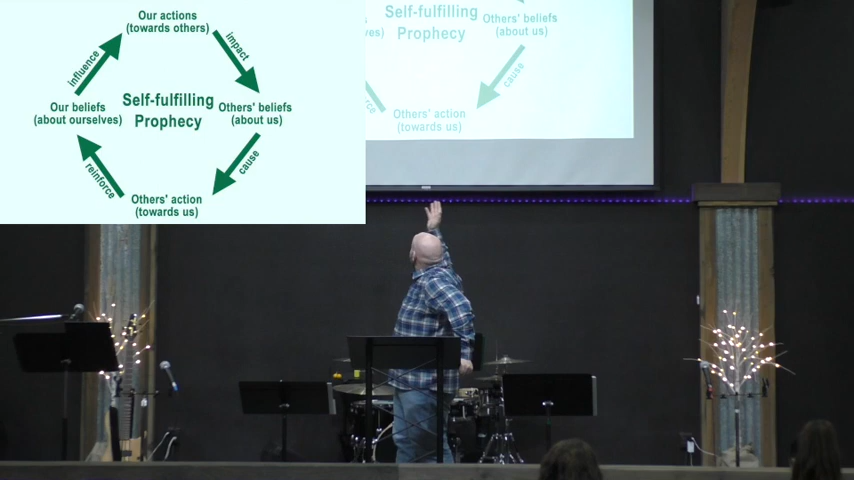 Our actions
(towards others)
influence
impact
Self-fulfilling
Prophecy
Our beliefs
(about ourselves)
Others' beliefs
(about us)
reinforce
cause
Others' action
(towards us)
Self-fulfilling
Prophecy
Others' beliefs
(about us)
cause
Others' action
(towards us)